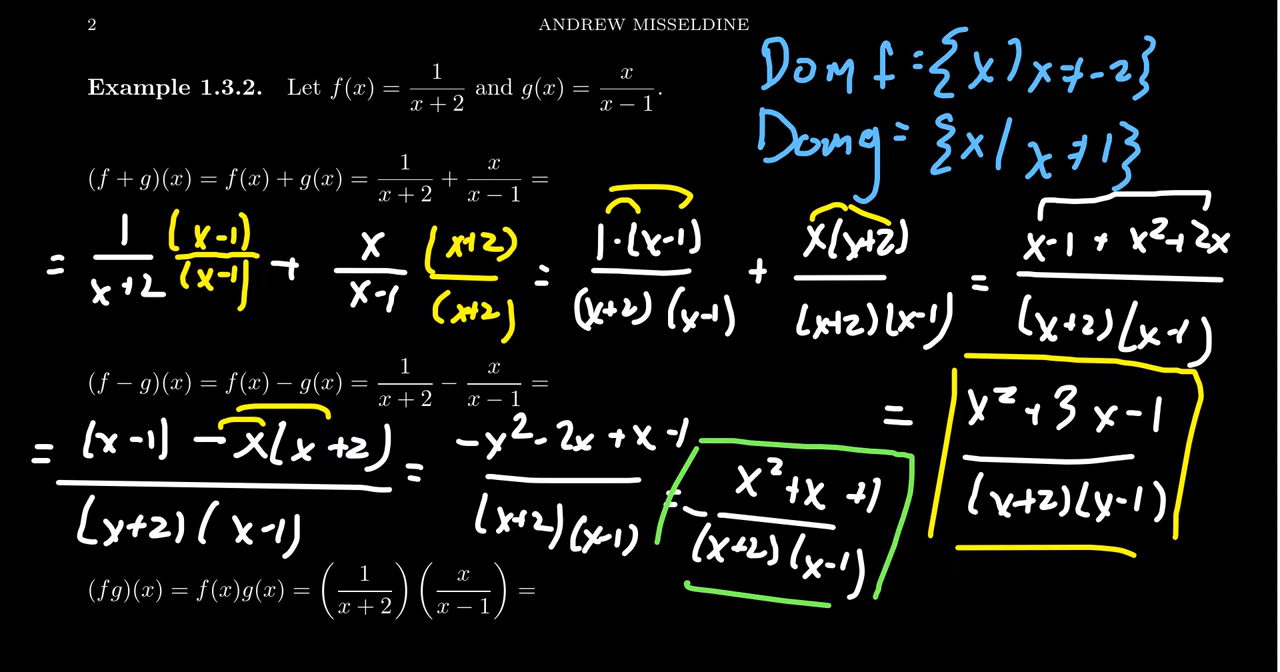 2 ANDREW MISSELDINE
Dom f = {x | x ≠ -2}
Example 1.3.2. Let f(x) = 1/(x + 2) and g(x) = x/(x − 1).
Dom g = {x | x ≠ 1}
(f + g)(x) = f(x) + g(x) = 1/(x + 2) + x/(x − 1) =
= 1/(x+2) (x-1)/(x-1) + x/(x-1) (x+2)/(x+2) = 1·(x-1)/((x+2)(x-1)) + x(x+2)/((x+2)(x-1)) = (x-1 + x²+2x)/((x+2)(x-1))
= (x²+3x-1)/((x+2)(x-1))
(f − g)(x) = f(x) − g(x) = 1/(x + 2) − x/(x − 1) =
= ((x-1) - x(x+2))/((x+2)(x-1)) = (-x²-2x+x-1)/((x+2)(x-1)) = -(x²+x+1)/((x+2)(x-1))
(fg)(x) = f(x)g(x) = (1/(x + 2)) (x/(x − 1)) =